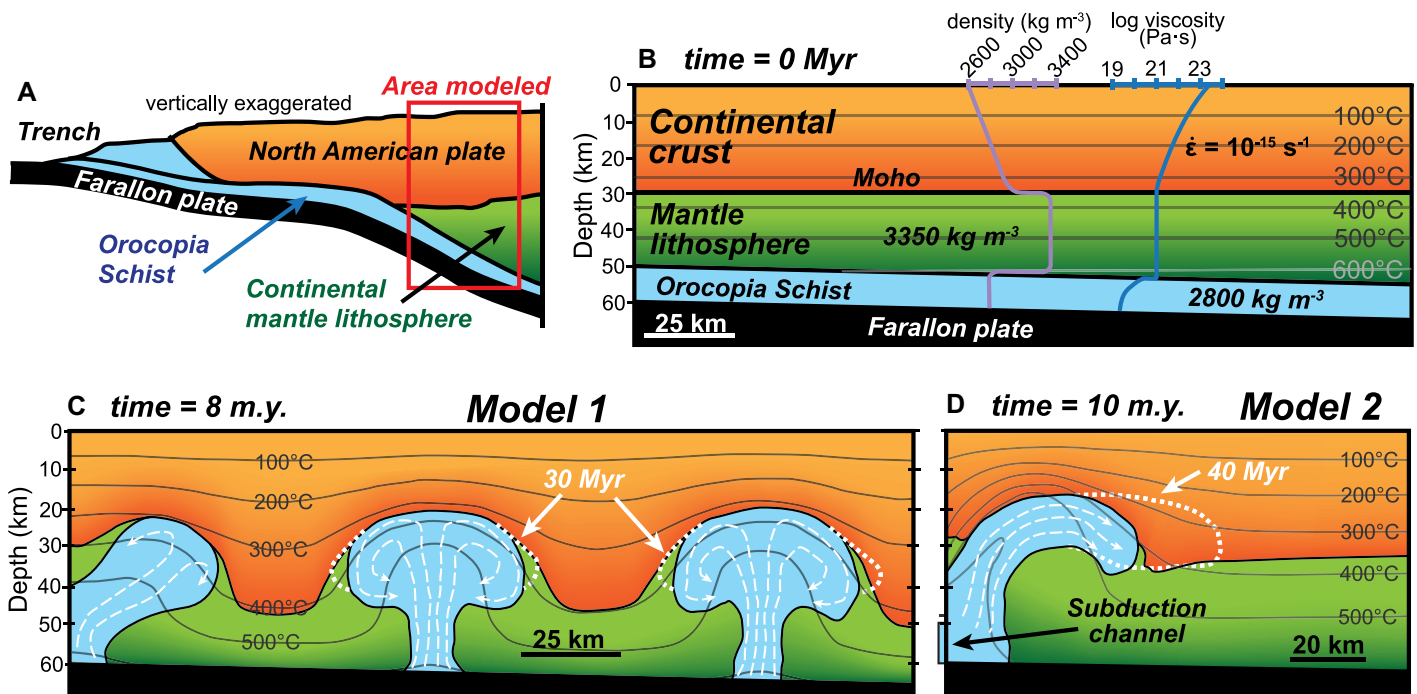 A
vertically exaggerated
Area modeled
Trench
North American plate
Farallon plate
Orocopia
Schist
Continental
mantle lithosphere
B time = 0 Myr
density (kg m⁻³)
2600 3000 3400
log viscosity
(Pa·s)
19 21 23
Depth (km)
0
10
20
30
40
50
60
Continental
crust
100°C
200°C
300°C
ε̇ = 10⁻¹⁵ s⁻¹
Moho
Mantle
lithosphere
3350 kg m⁻³
400°C
500°C
600°C
Orocopia Schist
2800 kg m⁻³
25 km
Farallon plate
C time = 8 m.y. Model 1
Depth (km)
0
10
20
30
40
50
60
100°C
200°C
300°C
400°C
500°C
30 Myr
25 km
D time = 10 m.y. Model 2
40 Myr
100°C
200°C
300°C
400°C
500°C
Subduction
channel
20 km